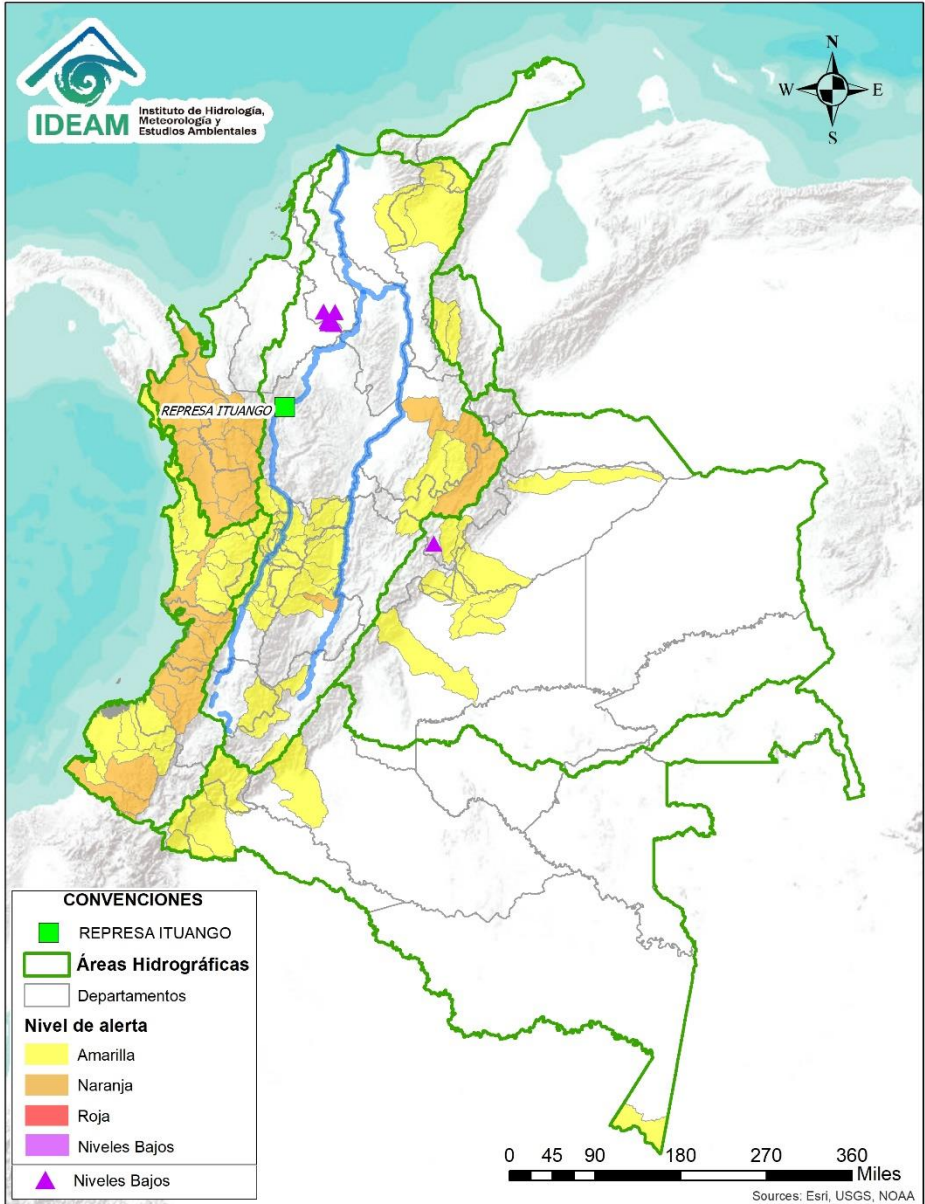 IDEAM
Instituto de Hidrología,
Meteorología y
Estudios Ambientales
N
W
E
S
REPRESA ITUANGO
CONVENCIONES
REPRESA ITUANGO
Áreas Hidrográficas
Departamentos
Nivel de alerta
Amarilla
Naranja
Roja
Niveles Bajos
Niveles Bajos
0 45 90 180 270 360
Miles
Sources: Esri, USGS, NOAA